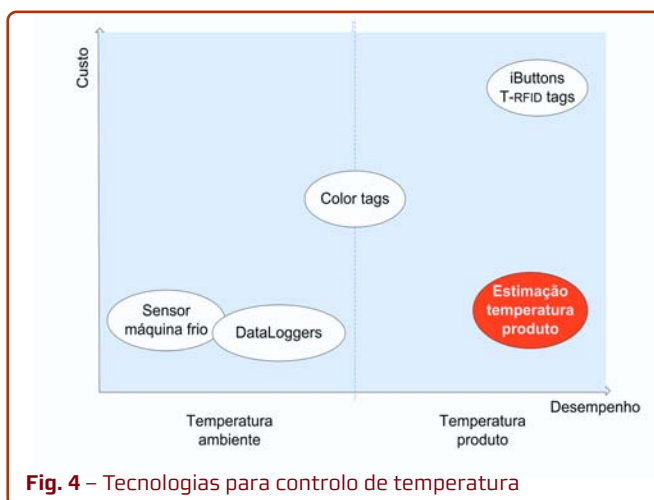 Custo
iButtons
T-RFID tags
Color tags
Sensor
máquina frio
DataLoggers
Estimação
temperatura
produto
Desempenho
Temperatura
ambiente
Temperatura
produto
Fig. 4 – Tecnologias para controlo de temperatura